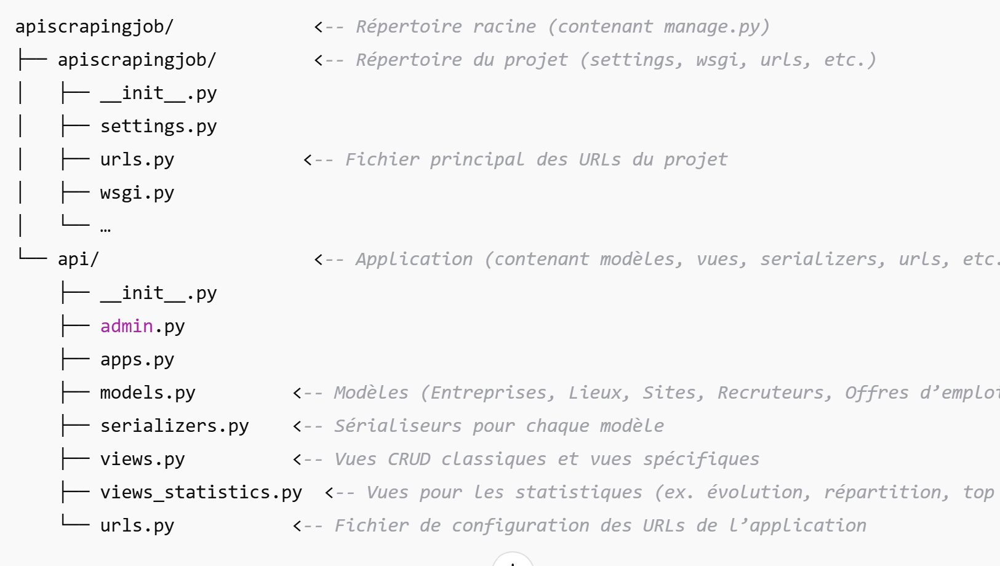 apiscrapingjob/              <-- Répertoire racine (contenant manage.py)
├── apiscrapingjob/          <-- Répertoire du projet (settings, wsgi, urls, etc.)
│   ├── __init__.py
│   ├── settings.py
│   ├── urls.py             <-- Fichier principal des URLs du projet
│   ├── wsgi.py
│   └── …
└── api/                     <-- Application (contenant modèles, vues, serializers, urls, etc.
    ├── __init__.py
    ├── admin.py
    ├── apps.py
    ├── models.py          <-- Modèles (Entreprises, Lieux, Sites, Recruteurs, Offres d’emploi
    ├── serializers.py     <-- Sérialiseurs pour chaque modèle
    ├── views.py           <-- Vues CRUD classiques et vues spécifiques
    ├── views_statistics.py  <-- Vues pour les statistiques (ex. évolution, répartition, top
    └── urls.py            <-- Fichier de configuration des URLs de l’application